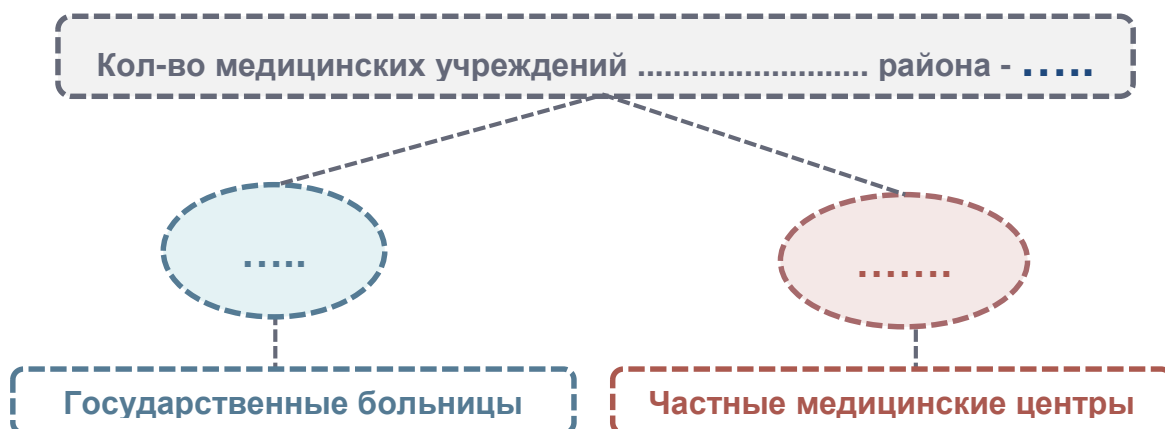 Кол-во медицинских учреждений .......................... района - .....
..... .......
Государственные больницы Частные медицинские центры